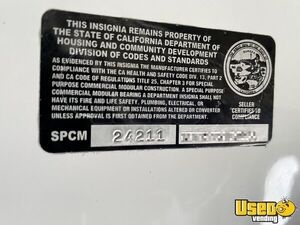 THIS INSIGNIA REMAINS PROPERTY OF
THE STATE OF CALIFORNIA DEPARTMENT OF
HOUSING AND COMMUNITY DEVELOPMENT
DIVISION OF CODES AND STANDARDS
AS EVIDENCED BY THIS INSIGNIA THE MANUFACTURER CERTIFIES TO
COMPLIANCE WITH THE CA HEALTH AND SAFETY CODE DIV. 13, PART 2
AND CA CODE OF REGULATIONS TITLE 25, CHAPTER 3 FOR SPECIAL
PURPOSE COMMERCIAL MODULAR CONSTRUCTION. A SPECIAL PURPOSE
COMMERCIAL MODULAR BEARING A DEPARTMENT INSIGNIA SHALL NOT
HAVE ITS FIRE AND LIFE SAFETY, PLUMBING, ELECTRICAL, OR
MECHANICAL EQUIPMENT OR INSTALLATIONS ALTERED OR CONVERTED
UNLESS APPROVAL IS FIRST OBTAINED FROM THE DEPARTMENT.
SELLER
CERTIFIES TO
COMPLIANCE
SPCM 24211
Used
vending